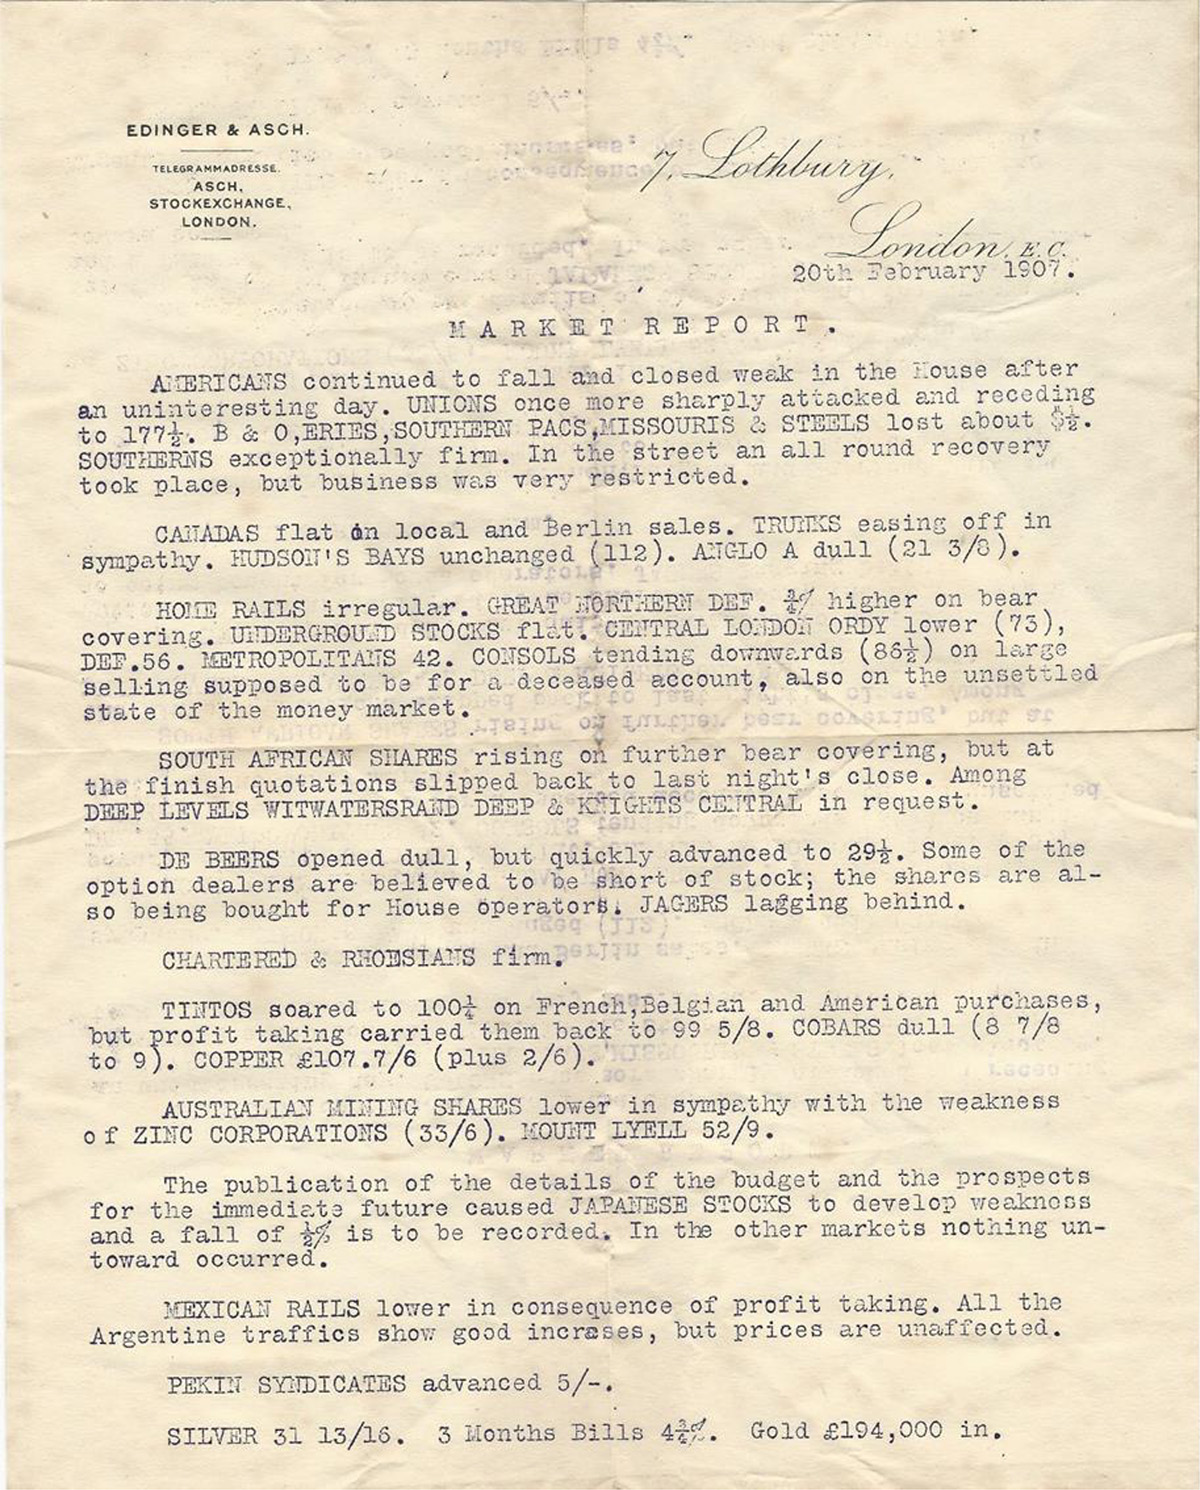 EDINGER & ASCH.
TELEGRAMMADRESSE.
ASCH,
STOCKEXCHANGE,
LONDON.
7, Lothbury,
London, E.C.
20th February 1907.
MARKET REPORT.
AMERICANS continued to fall and closed weak in the House after
an uninteresting day. UNIONS once more sharply attacked and receding
to 177½. B & O,ERIES,SOUTHERN PACS,MISSOURIS & STEELS lost about $½.
SOUTHERNS exceptionally firm. In the street an all round recovery
took place, but business was very restricted.
CANADAS flat on local and Berlin sales. TRUNKS easing off in
sympathy. HUDSON'S BAYS unchanged (112). ANGLO A dull (21 3/8).
HOME RAILS irregular. GREAT NORTHERN DEF. ¾% higher on bear
covering. UNDERGROUND STOCKS flat. CENTRAL LONDON ORDY lower (73),
DEF.56. METROPOLITANS 42. CONSOLS tending downwards (86½) on large
selling supposed to be for a deceased account, also on the unsettled
state of the money market.
SOUTH AFRICAN SHARES rising on further bear covering, but at
the finish quotations slipped back to last night's close. Among
DEEP LEVELS WITWATERSRAND DEEP & KNIGHTS CENTRAL in request.
DE BEERS opened dull, but quickly advanced to 29½. Some of the
option dealers are believed to be short of stock; the shares are al-
so being bought for House operators. JAGERS lagging behind.
CHARTERED & RHOESIANS firm.
TINTOS soared to 100¼ on French,Belgian and American purchases,
but profit taking carried them back to 99 5/8. COBARS dull (8 7/8
to 9). COPPER £107.7/6 (plus 2/6).
AUSTRALIAN MINING SHARES lower in sympathy with the weakness
of ZINC CORPORATIONS (33/6). MOUNT LYELL 52/9.
The publication of the details of the budget and the prospects
for the immediate future caused JAPANESE STOCKS to develop weakness
and a fall of ½% is to be recorded. In the other markets nothing un-
toward occurred.
MEXICAN RAILS lower in consequence of profit taking. All the
Argentine traffics show good increses, but prices are unaffected.
PEKIN SYNDICATES advanced 5/-.
SILVER 31 13/16. 3 Months Bills 4¾%. Gold £194,000 in.